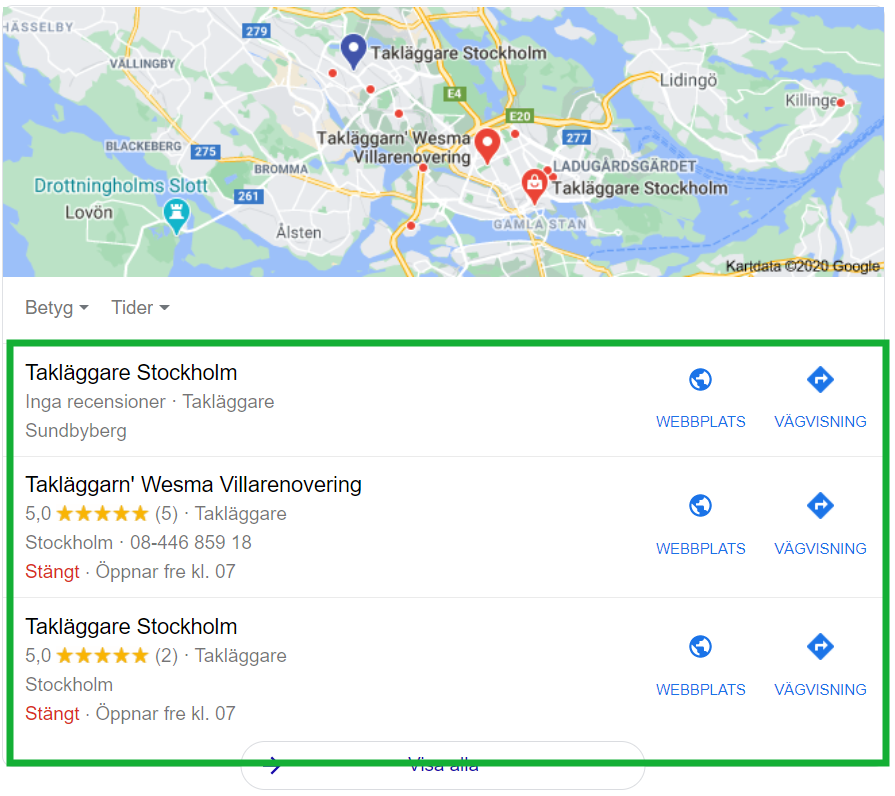 HÄSSELBY
279
Takläggare Stockholm
VÄLLINGBY
Lidingö
E4
Killinge
E20
Takläggarn' Wesma
Villarenovering
277
BLACKEBERG
275
BROMMA
LADUGÅRDSGÄRDET
Drottningholms Slott
261
Takläggare Stockholm
Lovön
Ålsten
GAMLA STAN
Kartdata ©2020 Google
Betyg Tider
Takläggare Stockholm
Inga recensioner · Takläggare
Sundbyberg
WEBBPLATS VÄGVISNING
Takläggarn' Wesma Villarenovering
5,0 (5) · Takläggare
Stockholm · 08-446 859 18
WEBBPLATS VÄGVISNING
Stängt · Öppnar fre kl. 07
Takläggare Stockholm
5,0 (2) · Takläggare
Stockholm
WEBBPLATS VÄGVISNING
Stängt · Öppnar fre kl. 07
Visa alla